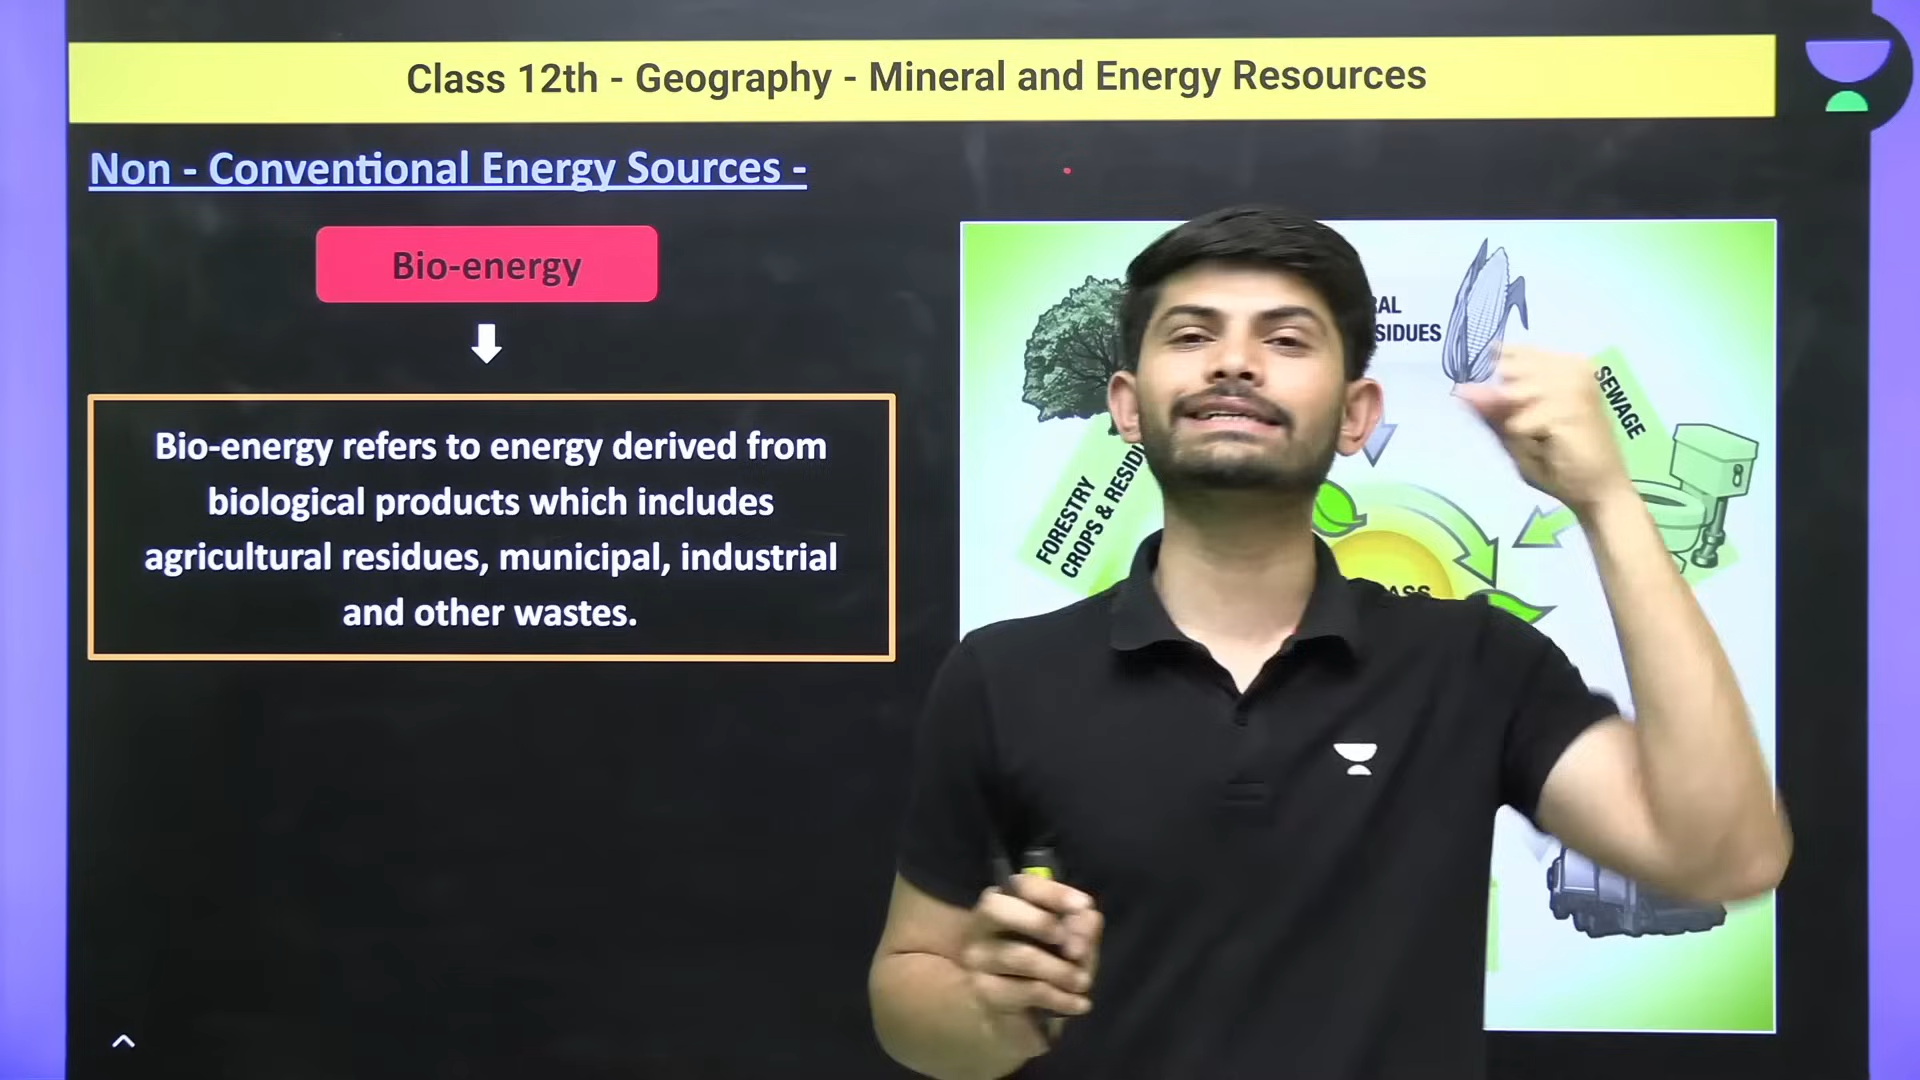 Class 12th - Geography - Mineral and Energy Resources
Non - Conventional Energy Sources -
Bio-energy
Bio-energy refers to energy derived from
biological products which includes
agricultural residues, municipal, industrial
and other wastes.
SEWAGE
FORESTRY
CROPS &